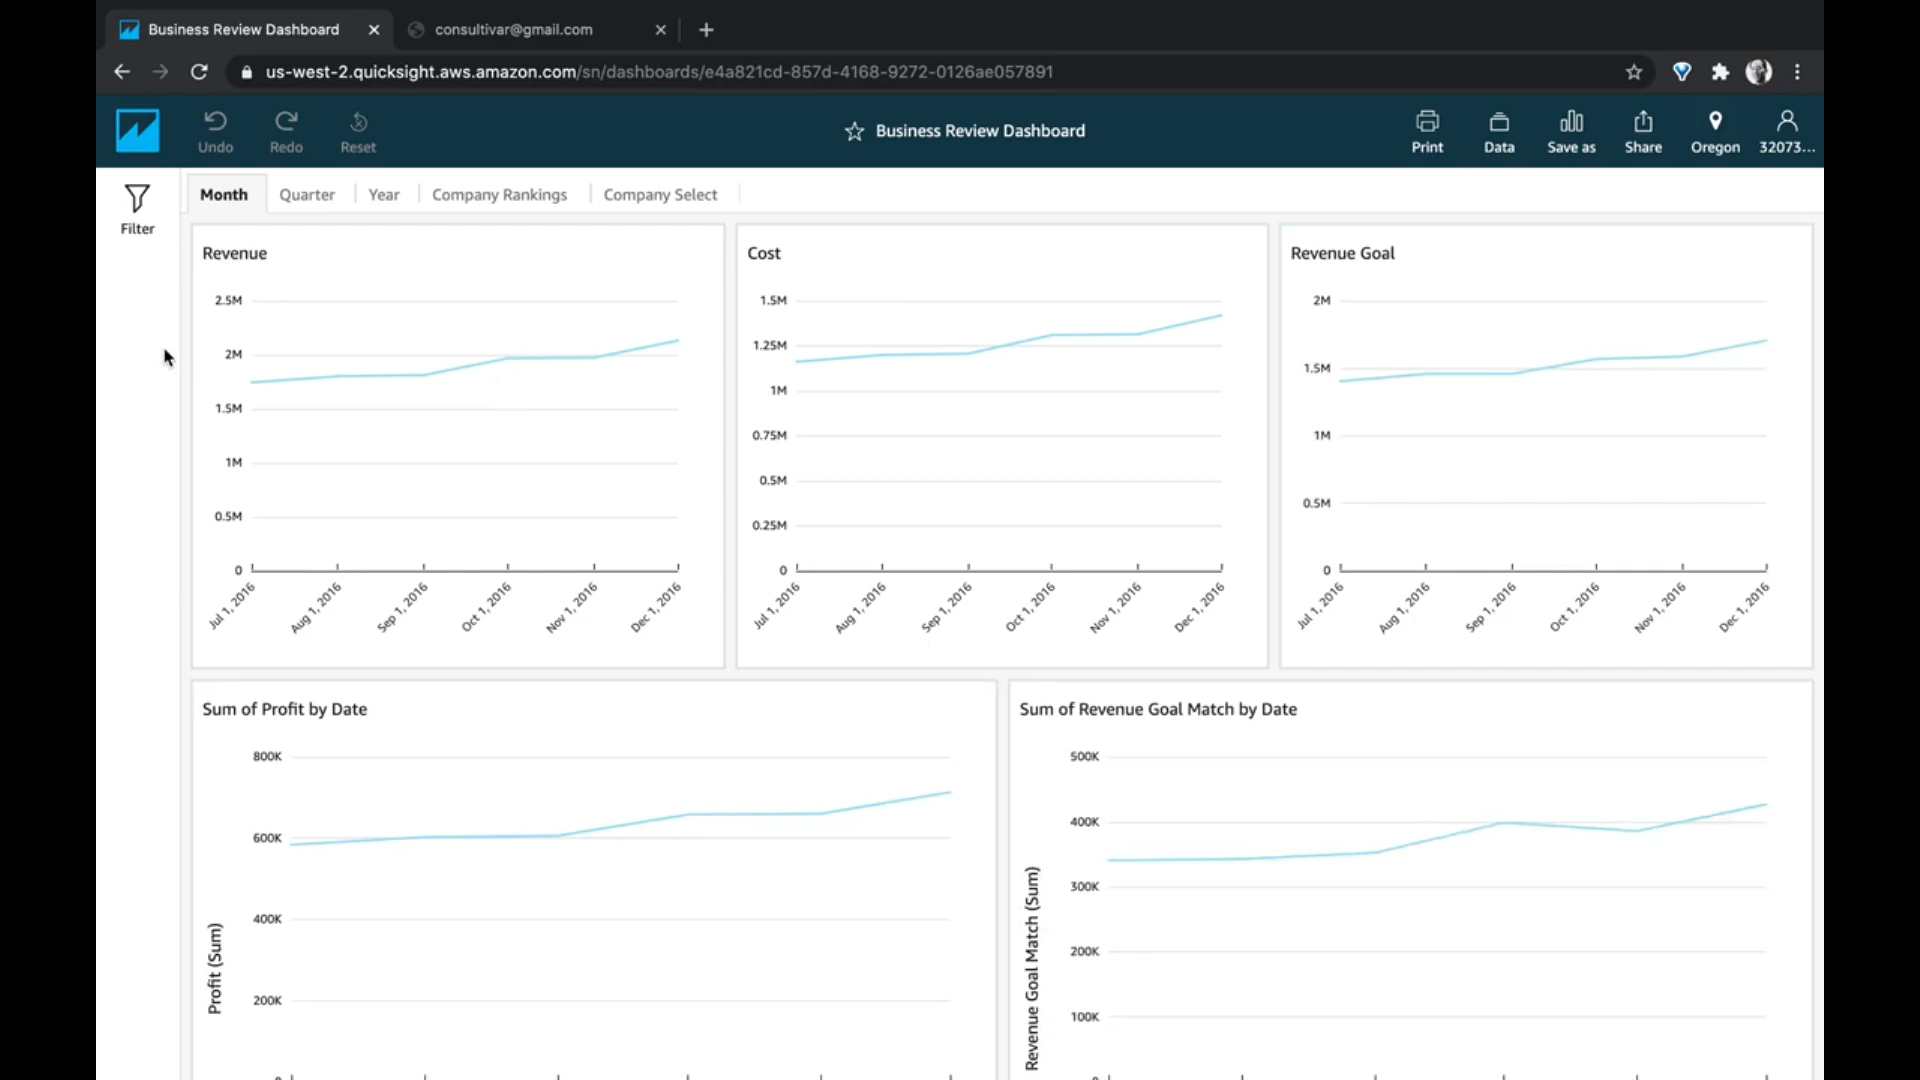 Business Review Dashboard
consultivar@gmail.com
us-west-2.quicksight.aws.amazon.com/sn/dashboards/e4a821cd-857d-4168-9272-0126ae057891
Undo
Redo
Reset
Business Review Dashboard
Print
Data
Save as
Share
Oregon
32073...
Filter
Month
Quarter
Year
Company Rankings
Company Select
Revenue
2.5M
2M
1.5M
1M
0.5M
0
Jul 1, 2016
Aug 1, 2016
Sep 1, 2016
Oct 1, 2016
Nov 1, 2016
Dec 1, 2016
Cost
1.5M
1.25M
1M
0.75M
0.5M
0.25M
0
Jul 1, 2016
Aug 1, 2016
Sep 1, 2016
Oct 1, 2016
Nov 1, 2016
Dec 1, 2016
Revenue Goal
2M
1.5M
1M
0.5M
0
Jul 1, 2016
Aug 1, 2016
Sep 1, 2016
Oct 1, 2016
Nov 1, 2016
Dec 1, 2016
Sum of Profit by Date
Profit (Sum)
800K
600K
400K
200K
Sum of Revenue Goal Match by Date
Revenue Goal Match (Sum)
500K
400K
300K
200K
100K